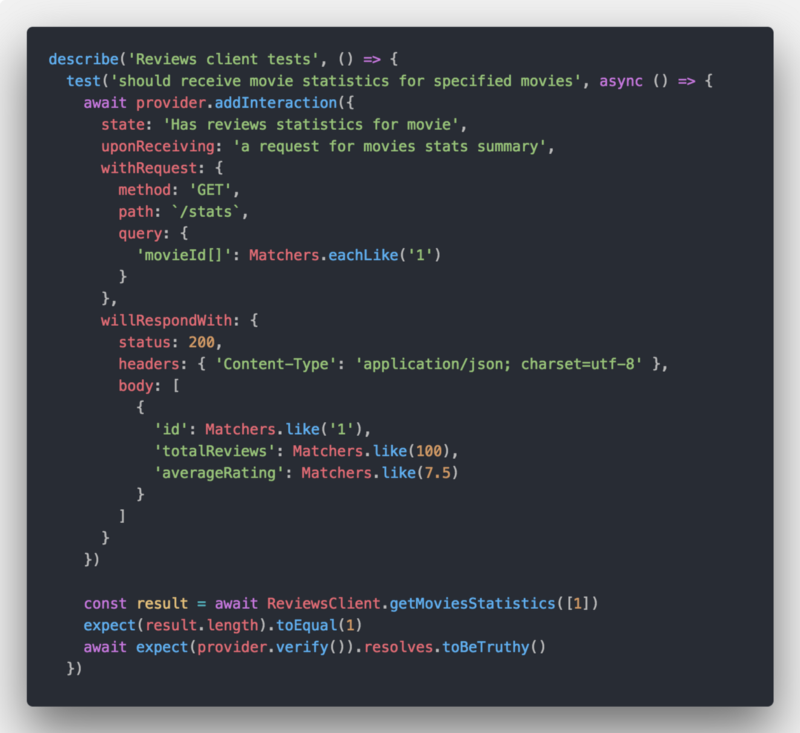 describe('Reviews client tests', () => {
  test('should receive movie statistics for specified movies', async () => {
    await provider.addInteraction({
      state: 'Has reviews statistics for movie',
      uponReceiving: 'a request for movies stats summary',
      withRequest: {
        method: 'GET',
        path: `/stats`,
        query: {
          'movieId[]': Matchers.eachLike('1')
        }
      },
      willRespondWith: {
        status: 200,
        headers: { 'Content-Type': 'application/json; charset=utf-8' },
        body: [
          {
            'id': Matchers.like('1'),
            'totalReviews': Matchers.like(100),
            'averageRating': Matchers.like(7.5)
          }
        ]
      }
    })

    const result = await ReviewsClient.getMoviesStatistics([1])
    expect(result.length).toEqual(1)
    await expect(provider.verify()).resolves.toBeTruthy()
  })